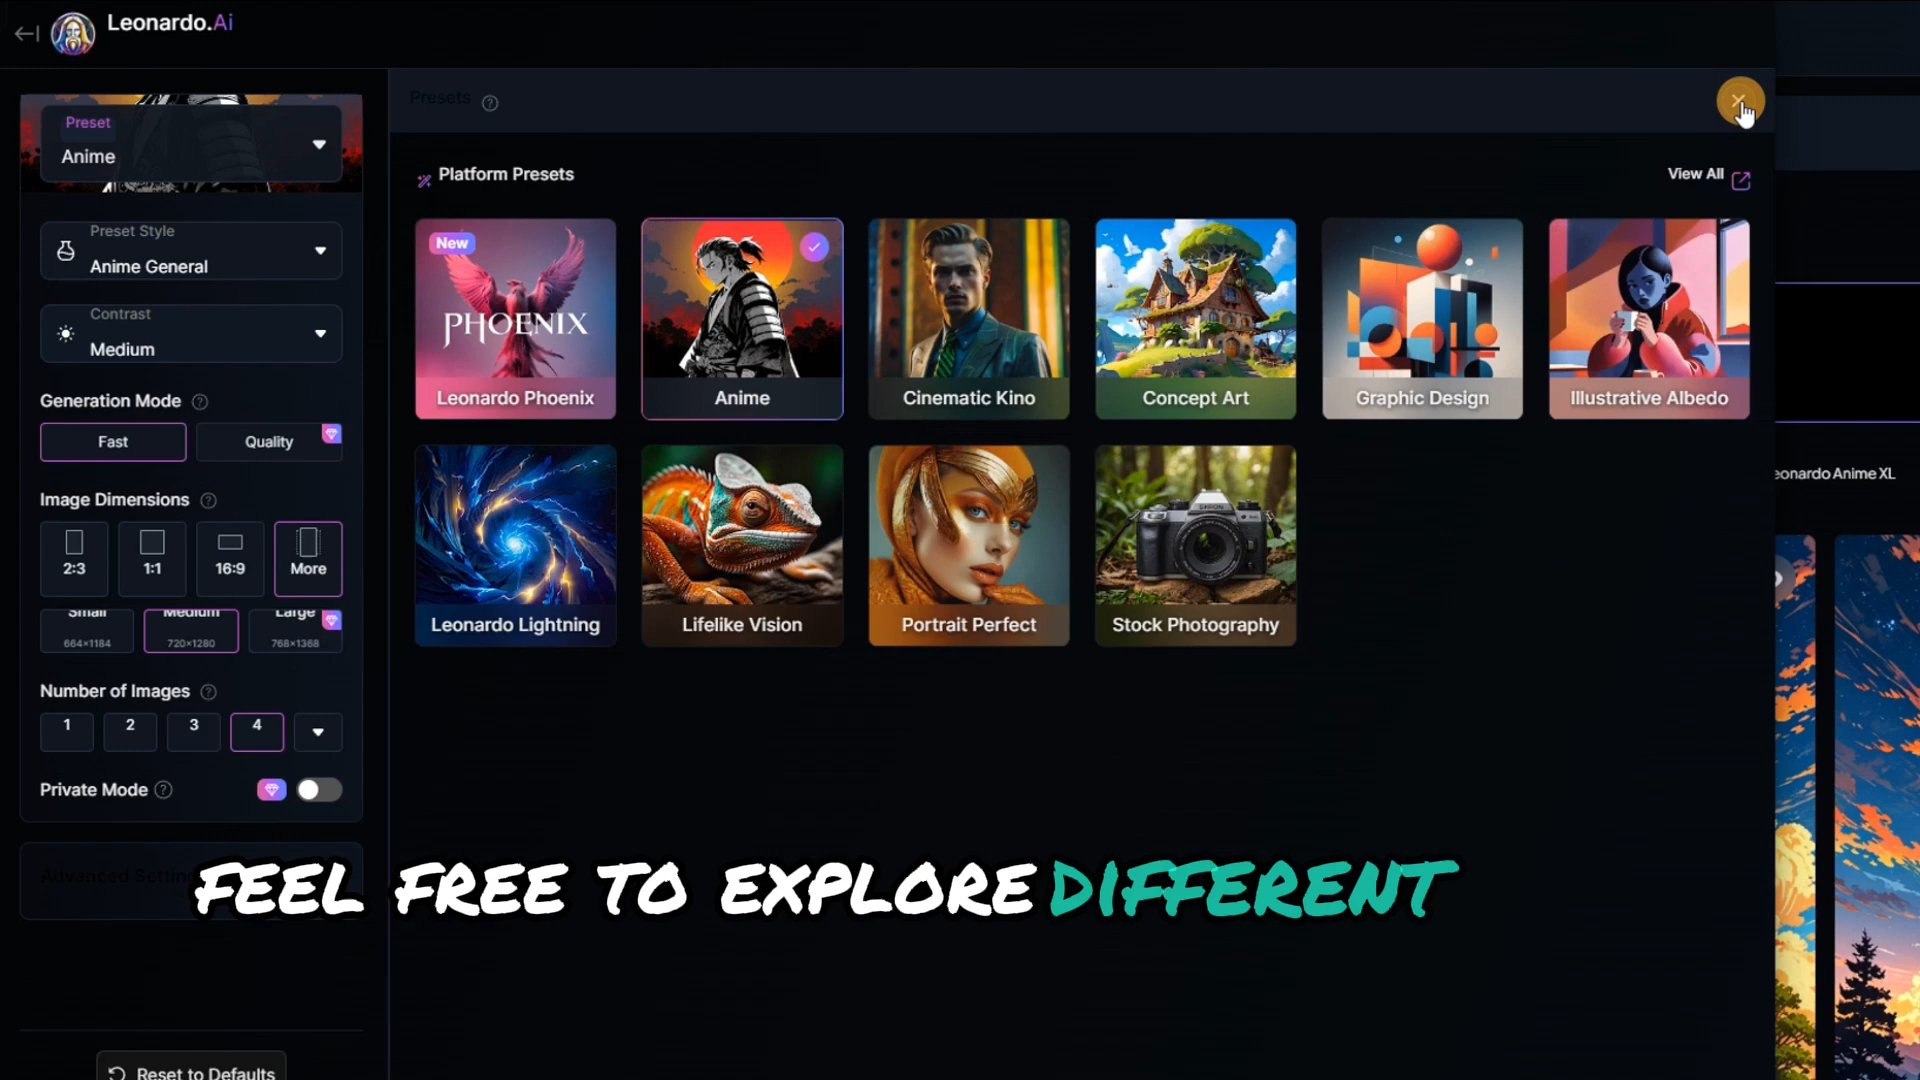 Leonardo.Ai
Preset
Anime
Preset Style
Anime General
Contrast
Medium
Generation Mode
Fast
Quality
Image Dimensions
2:3
1:1
16:9
More
Small
Medium
Large
664×1184
720×1280
768×1368
Number of Images
1
2
3
4
Private Mode
Advanced Settin
Reset to Defaults
Presets
Platform Presets
View All
New
PHOENIX
Leonardo Phoenix
Anime
Cinematic Kino
Concept Art
Graphic Design
Illustrative Albedo
Leonardo Lightning
Lifelike Vision
Portrait Perfect
Stock Photography
eonardo Anime XL
FEEL FREE TO EXPLORE DIFFERENT